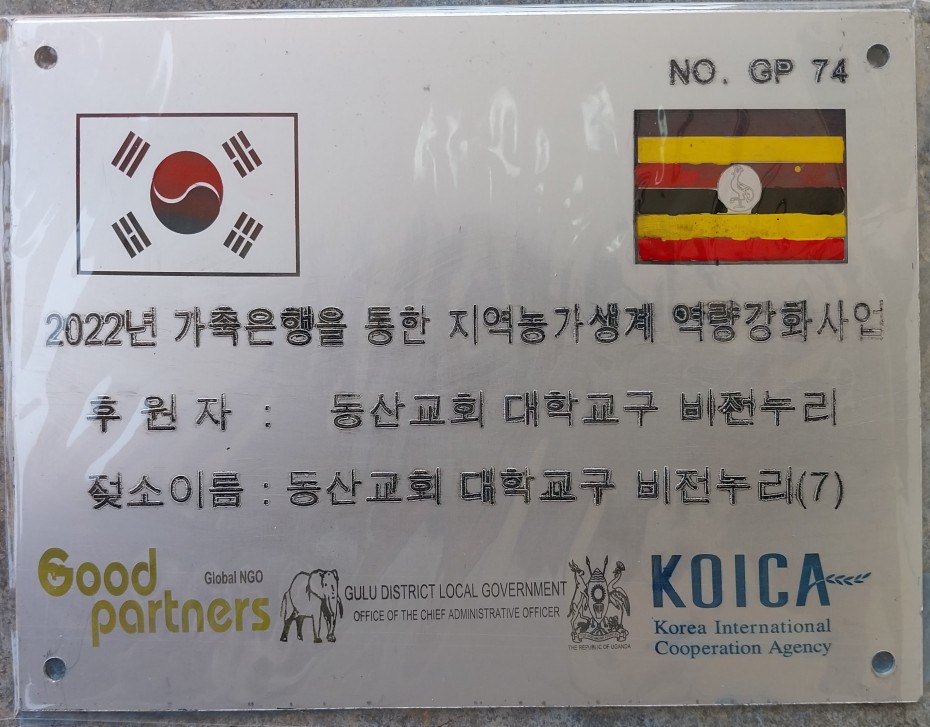 NO. GP 74
2022년 가축은행을 통한 지역농가생계 역량강화사업
후 원 자 : 동산교회 대학교구 비전누리
젖소이름 : 동산교회 대학교구 비전누리(7)
Good partners
Global NGO
GULU DISTRICT LOCAL GOVERNMENT
OFFICE OF THE CHIEF ADMINISTRATIVE OFFICER
THE REPUBLIC OF UGANDA
KOICA
Korea International
Cooperation Agency